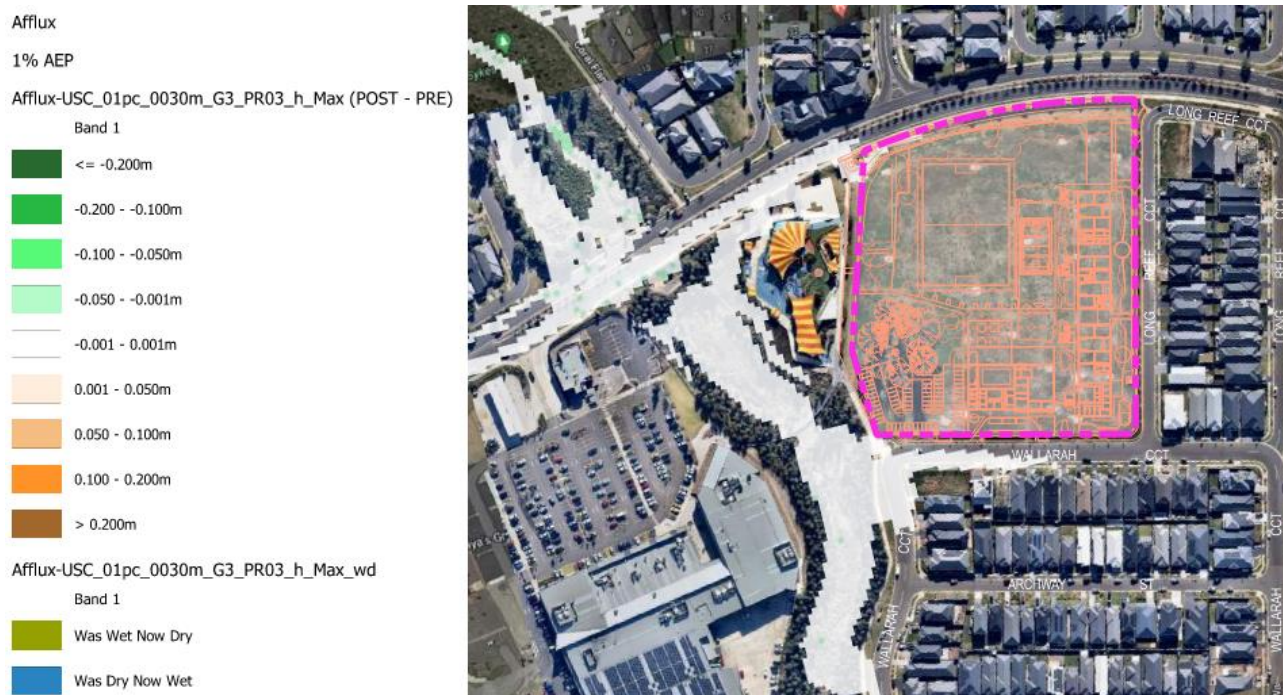 Afflux
1% AEP
Afflux-USC_01pc_0030m_G3_PR03_h_Max (POST - PRE)
Band 1
<= -0.200m
-0.200 - -0.100m
-0.100 - -0.050m
-0.050 - -0.001m
-0.001 - 0.001m
0.001 - 0.050m
0.050 - 0.100m
0.100 - 0.200m
> 0.200m
Afflux-USC_01pc_0030m_G3_PR03_h_Max_wd
Band 1
Was Wet Now Dry
Was Dry Now Wet
LONG REEF CCT
LONG REEF CCT
WALLARAH CCT
ARCHWAY ST
WALLARAH CCT
WALLARAH CCT